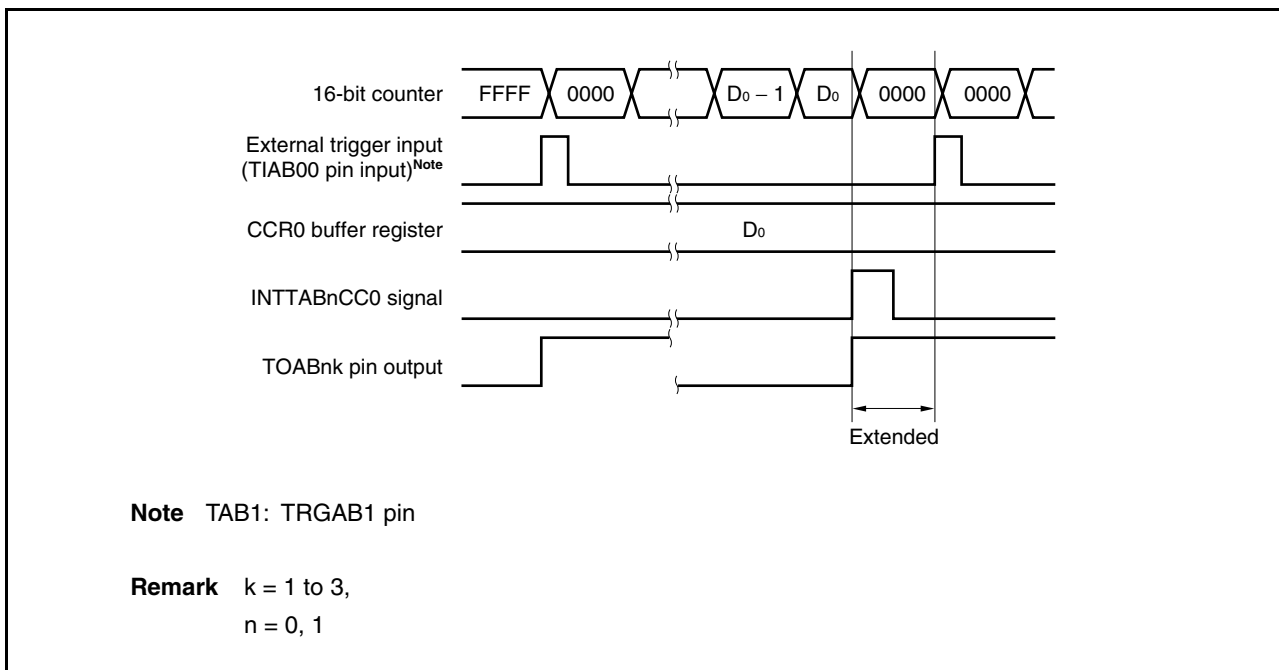 16-bit counter FFFF 0000 D0 − 1 D0 0000 0000
External trigger input
(TIAB00 pin input)Note
CCR0 buffer register D0
INTTABnCC0 signal
TOABnk pin output
Extended
Note TAB1: TRGAB1 pin
Remark k = 1 to 3,
n = 0, 1